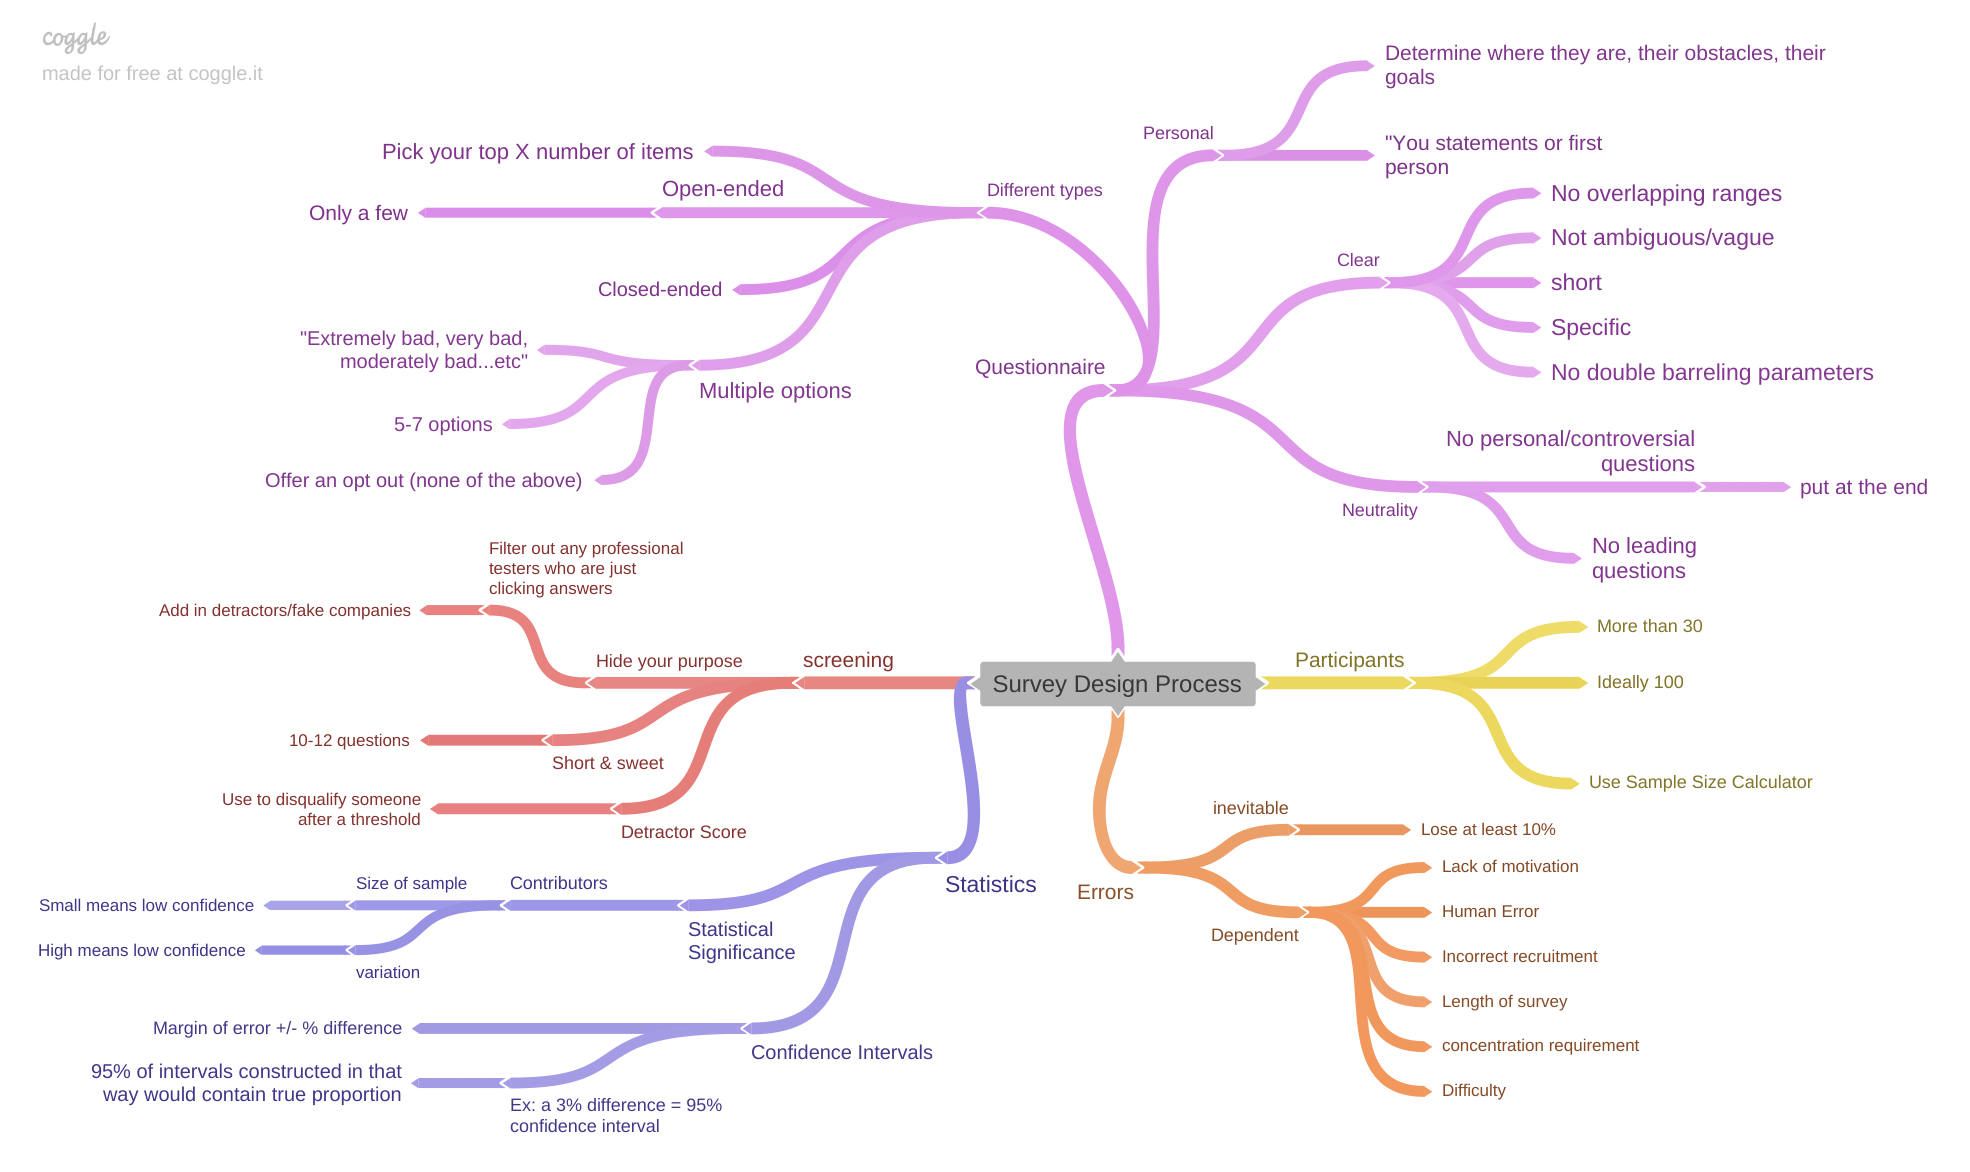 coggle
made for free at coggle.it
Survey Design Process
Questionnaire
Personal
Determine where they are, their obstacles, their
goals
"You statements or first
person
Clear
No overlapping ranges
Not ambiguous/vague
short
Specific
No double barreling parameters
Neutrality
No personal/controversial
questions
put at the end
No leading
questions
Different types
Pick your top X number of items
Open-ended
Only a few
Closed-ended
Multiple options
"Extremely bad, very bad,
moderately bad...etc"
5-7 options
Offer an opt out (none of the above)
Participants
More than 30
Ideally 100
Use Sample Size Calculator
Errors
inevitable
Lose at least 10%
Dependent
Lack of motivation
Human Error
Incorrect recruitment
Length of survey
concentration requirement
Difficulty
screening
Hide your purpose
Filter out any professional
testers who are just
clicking answers
Add in detractors/fake companies
Short & sweet
10-12 questions
Detractor Score
Use to disqualify someone
after a threshold
Statistics
Statistical
Significance
Contributors
Size of sample
Small means low confidence
variation
High means low confidence
Confidence Intervals
Margin of error +/- % difference
Ex: a 3% difference = 95%
confidence interval
95% of intervals constructed in that
way would contain true proportion